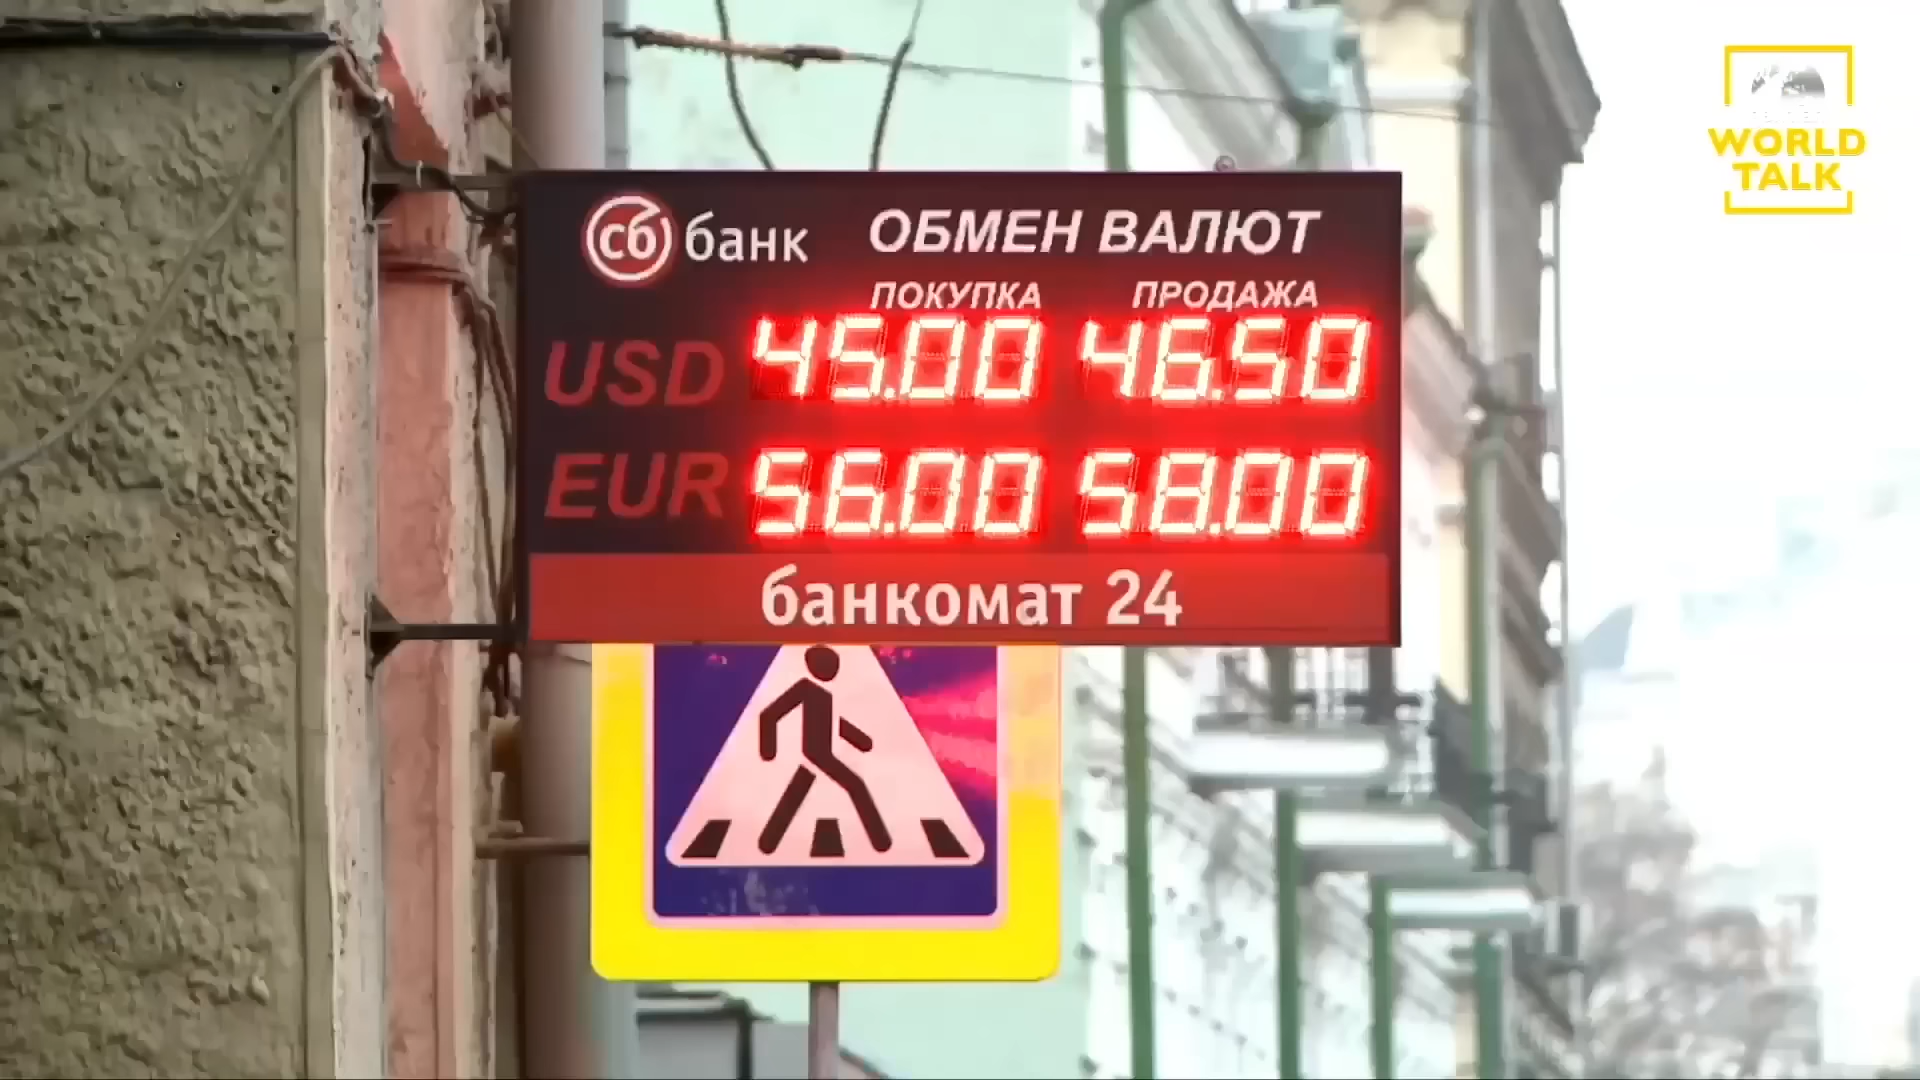 сб банк ОБМЕН ВАЛЮТ
ПОКУПКА ПРОДАЖА
USD 45.00 46.50
EUR 56.00 58.00
банкомат 24
WORLD
TALK